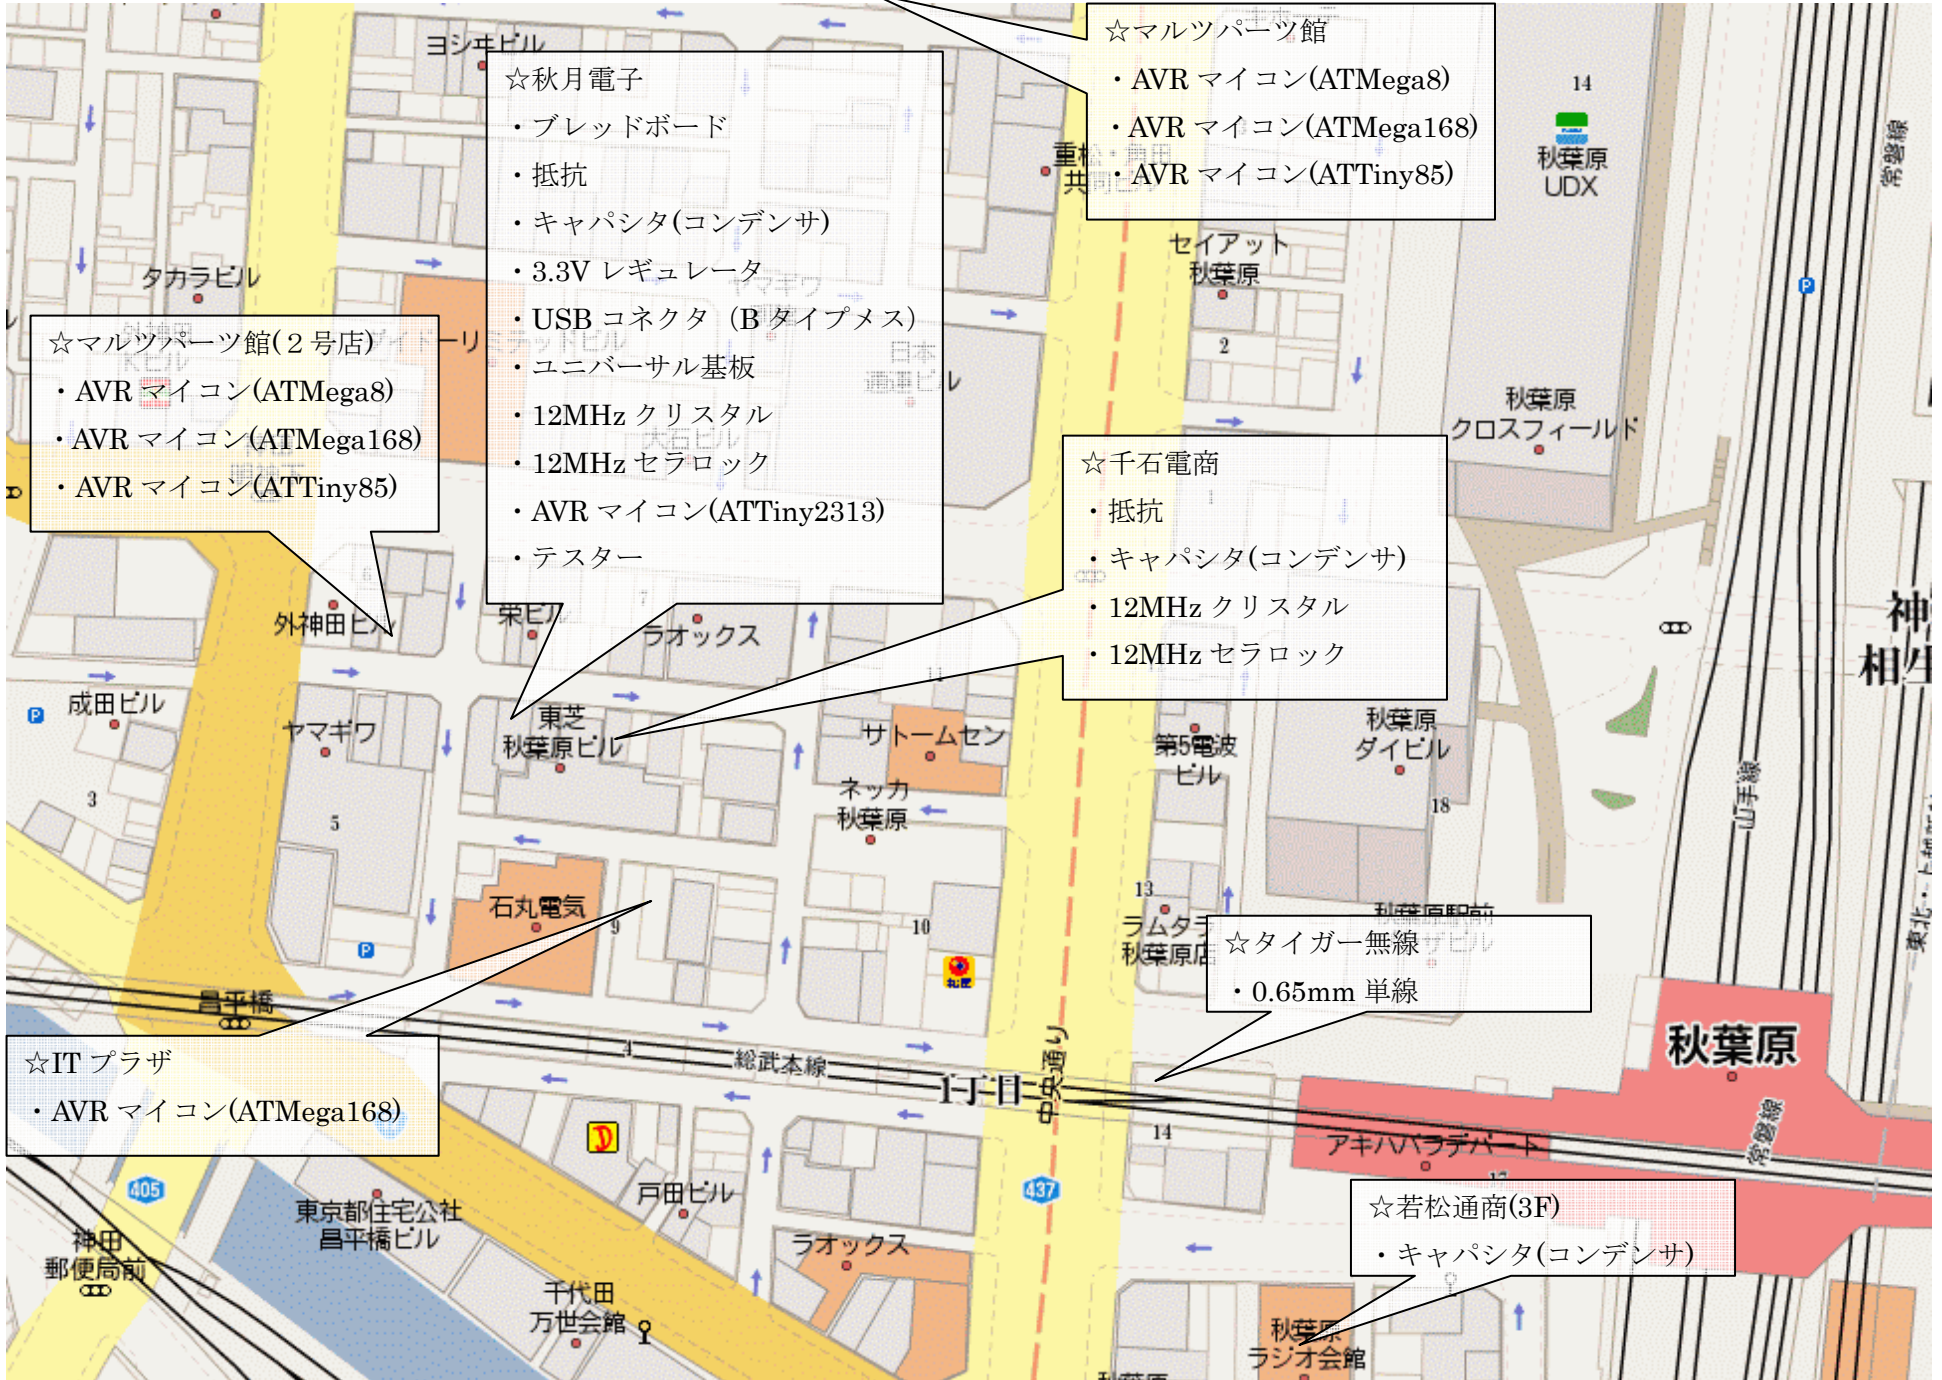 ☆マルツパーツ館
・AVR マイコン(ATMega8)
・AVR マイコン(ATMega168)
・AVR マイコン(ATTiny85)
ヨシヰビル
☆秋月電子
・ブレッドボード
・抵抗
・キャパシタ(コンデンサ)
・3.3V レギュレータ
・USB コネクタ（B タイプメス）
・ユニバーサル基板
・12MHz クリスタル
・12MHz セラロック
・AVR マイコン(ATTiny2313)
・テスター
14
秋葉原
UDX
常磐線
セイアット
秋葉原
2
タカラビル
☆マルツパーツ館(２号店)
・AVR マイコン(ATMega8)
・AVR マイコン(ATMega168)
・AVR マイコン(ATTiny85)
秋葉原
クロスフィールド
☆千石電商
・抵抗
・キャパシタ(コンデンサ)
・12MHz クリスタル
・12MHz セラロック
P
外神田ビル
栄ビル
7
ラオックス
6
11
成田ビル
P
ヤマギワ
東芝
秋葉原ビル
サトームセン
第5電波
ビル
秋葉原
ダイビル
18
山手線
3
5
ネッカ
秋葉原
石丸電気
9
10
13
ラムタラ
秋葉原店
秋葉原駅前
P
☆タイガー無線
・0.65mm 単線
昌平橋
4
総武本線
1丁目
中央通り
秋葉原
☆IT プラザ
・AVR マイコン(ATMega168)
14
アキハバラデパート
17
常磐線
405
437
戸田ビル
東京都住宅公社
昌平橋ビル
神田
郵便局前
ラオックス
☆若松通商(3F)
・キャパシタ(コンデンサ)
千代田
万世会館
秋葉原
ラジオ会館